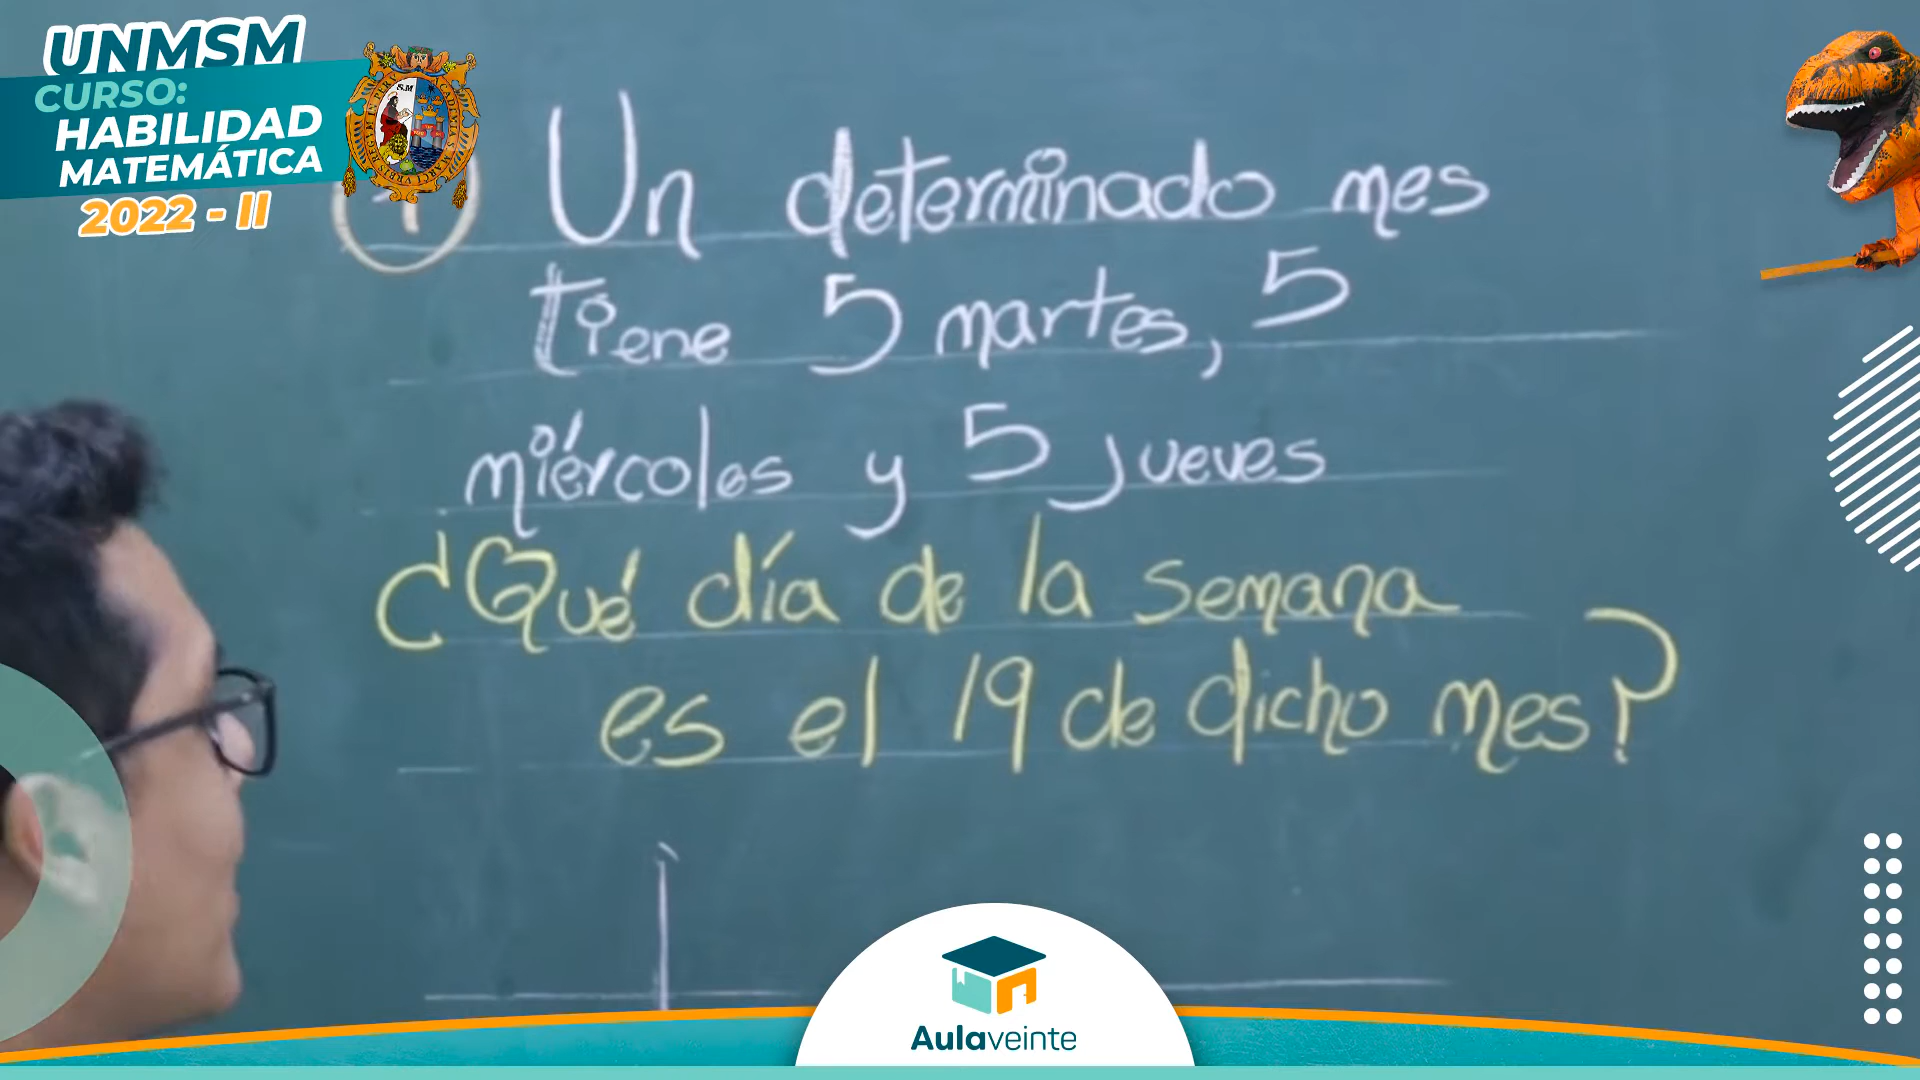 UNMSM
CURSO:
HABILIDAD
MATEMÁTICA
2022 - II
Un determinado mes
tiene 5 martes, 5
miércoles y 5 jueves
¿Qué día de la semana
es el 19 de dicho mes?
Aulaveinte